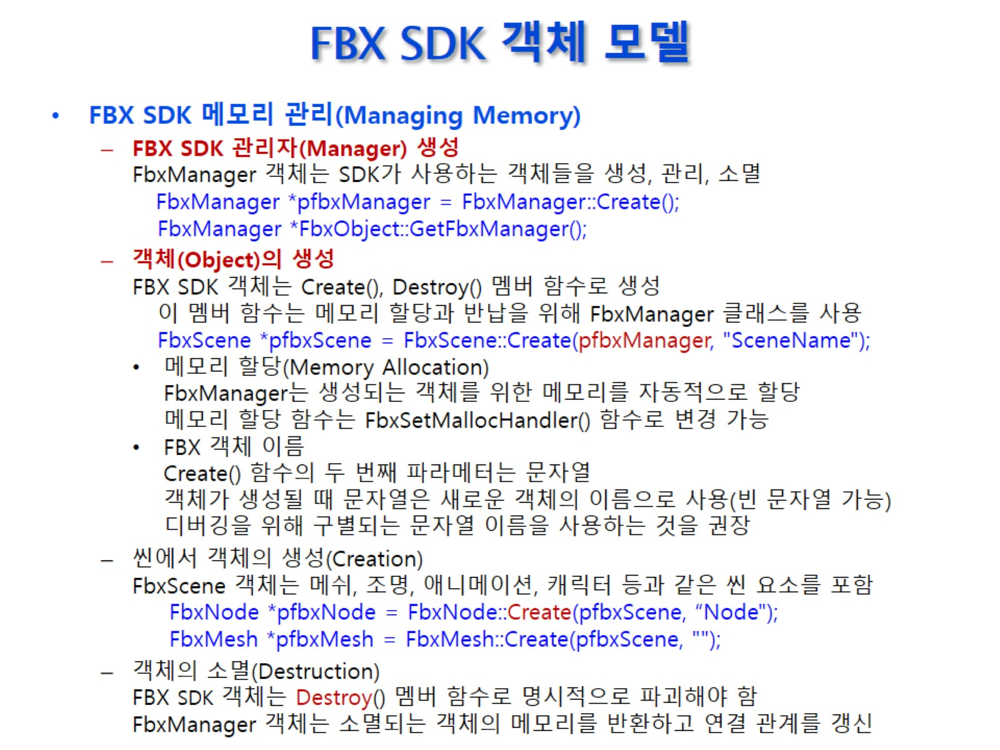 FBX SDK 객체 모델
• FBX SDK 메모리 관리(Managing Memory)
– FBX SDK 관리자(Manager) 생성
FbxManager 객체는 SDK가 사용하는 객체들을 생성, 관리, 소멸
FbxManager *pfbxManager = FbxManager::Create();
FbxManager *FbxObject::GetFbxManager();
– 객체(Object)의 생성
FBX SDK 객체는 Create(), Destroy() 멤버 함수로 생성
이 멤버 함수는 메모리 할당과 반납을 위해 FbxManager 클래스를 사용
FbxScene *pfbxScene = FbxScene::Create(pfbxManager, "SceneName");
• 메모리 할당(Memory Allocation)
FbxManager는 생성되는 객체를 위한 메모리를 자동적으로 할당
메모리 할당 함수는 FbxSetMallocHandler() 함수로 변경 가능
• FBX 객체 이름
Create() 함수의 두 번째 파라메터는 문자열
객체가 생성될 때 문자열은 새로운 객체의 이름으로 사용(빈 문자열 가능)
디버깅을 위해 구별되는 문자열 이름을 사용하는 것을 권장
– 씬에서 객체의 생성(Creation)
FbxScene 객체는 메쉬, 조명, 애니메이션, 캐릭터 등과 같은 씬 요소를 포함
FbxNode *pfbxNode = FbxNode::Create(pfbxScene, “Node");
FbxMesh *pfbxMesh = FbxMesh::Create(pfbxScene, "");
– 객체의 소멸(Destruction)
FBX SDK 객체는 Destroy() 멤버 함수로 명시적으로 파괴해야 함
FbxManager 객체는 소멸되는 객체의 메모리를 반환하고 연결 관계를 갱신